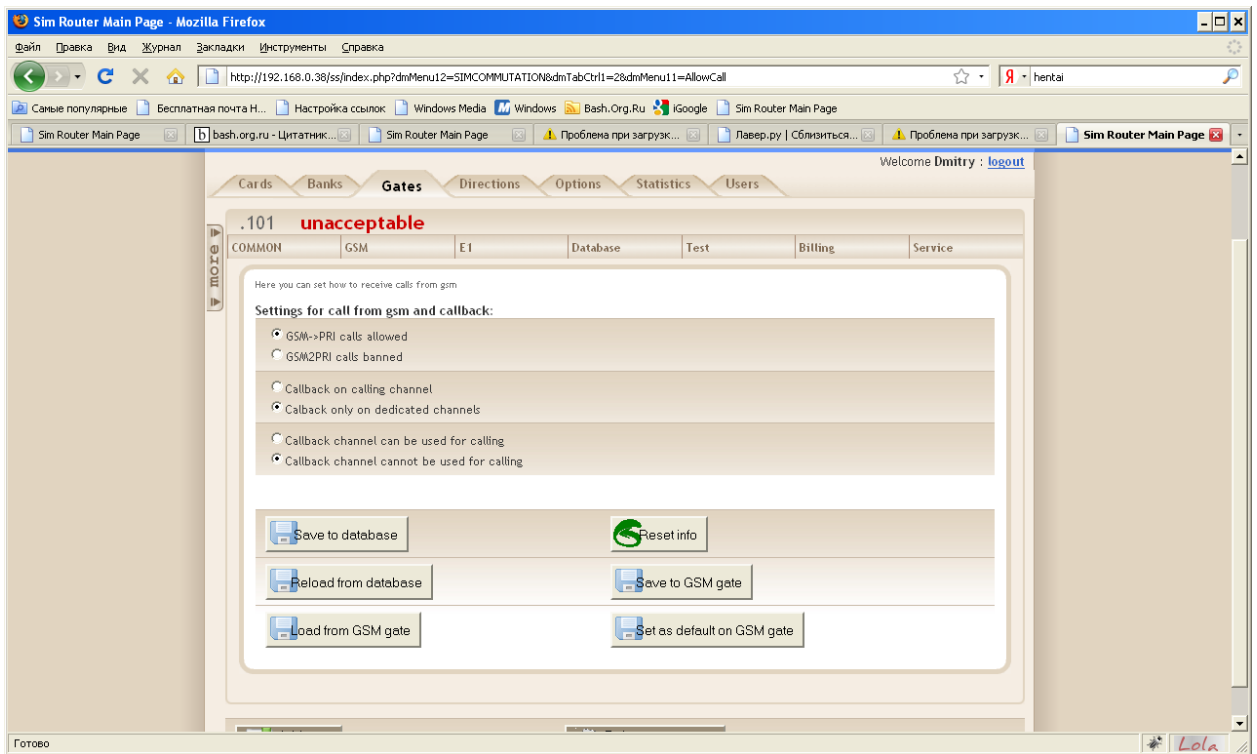 Sim Router Main Page - Mozilla Firefox
Файл Правка Вид Журнал Закладки Инструменты Справка
http://192.168.0.38/ss/index.php?dmMenu12=SIMCOMMUTATION&dmTabCtrl1=2&dmMenu11=AllowCall
Я hentai
Самые популярные Бесплатная почта H... Настройка ссылок Windows Media Windows Bash.Org.Ru iGoogle Sim Router Main Page
Sim Router Main Page bash.org.ru - Цитатник... Sim Router Main Page Проблема при загрузк... Лавер.ру | Сблизиться... Проблема при загрузк... Sim Router Main Page
Welcome Dmitry : logout
Cards Banks Gates Directions Options Statistics Users
.101 unacceptable
more
COMMON GSM E1 Database Test Billing Service
Here you can set how to receive calls from gsm
Settings for call from gsm and callback:
GSM->PRI calls allowed
GSM2PRI calls banned
Callback on calling channel
Calback only on dedicated channels
Callback channel can be used for calling
Callback channel cannot be used for calling
Save to database Reset info
Reload from database Save to GSM gate
Load from GSM gate Set as default on GSM gate
Готово
Lola